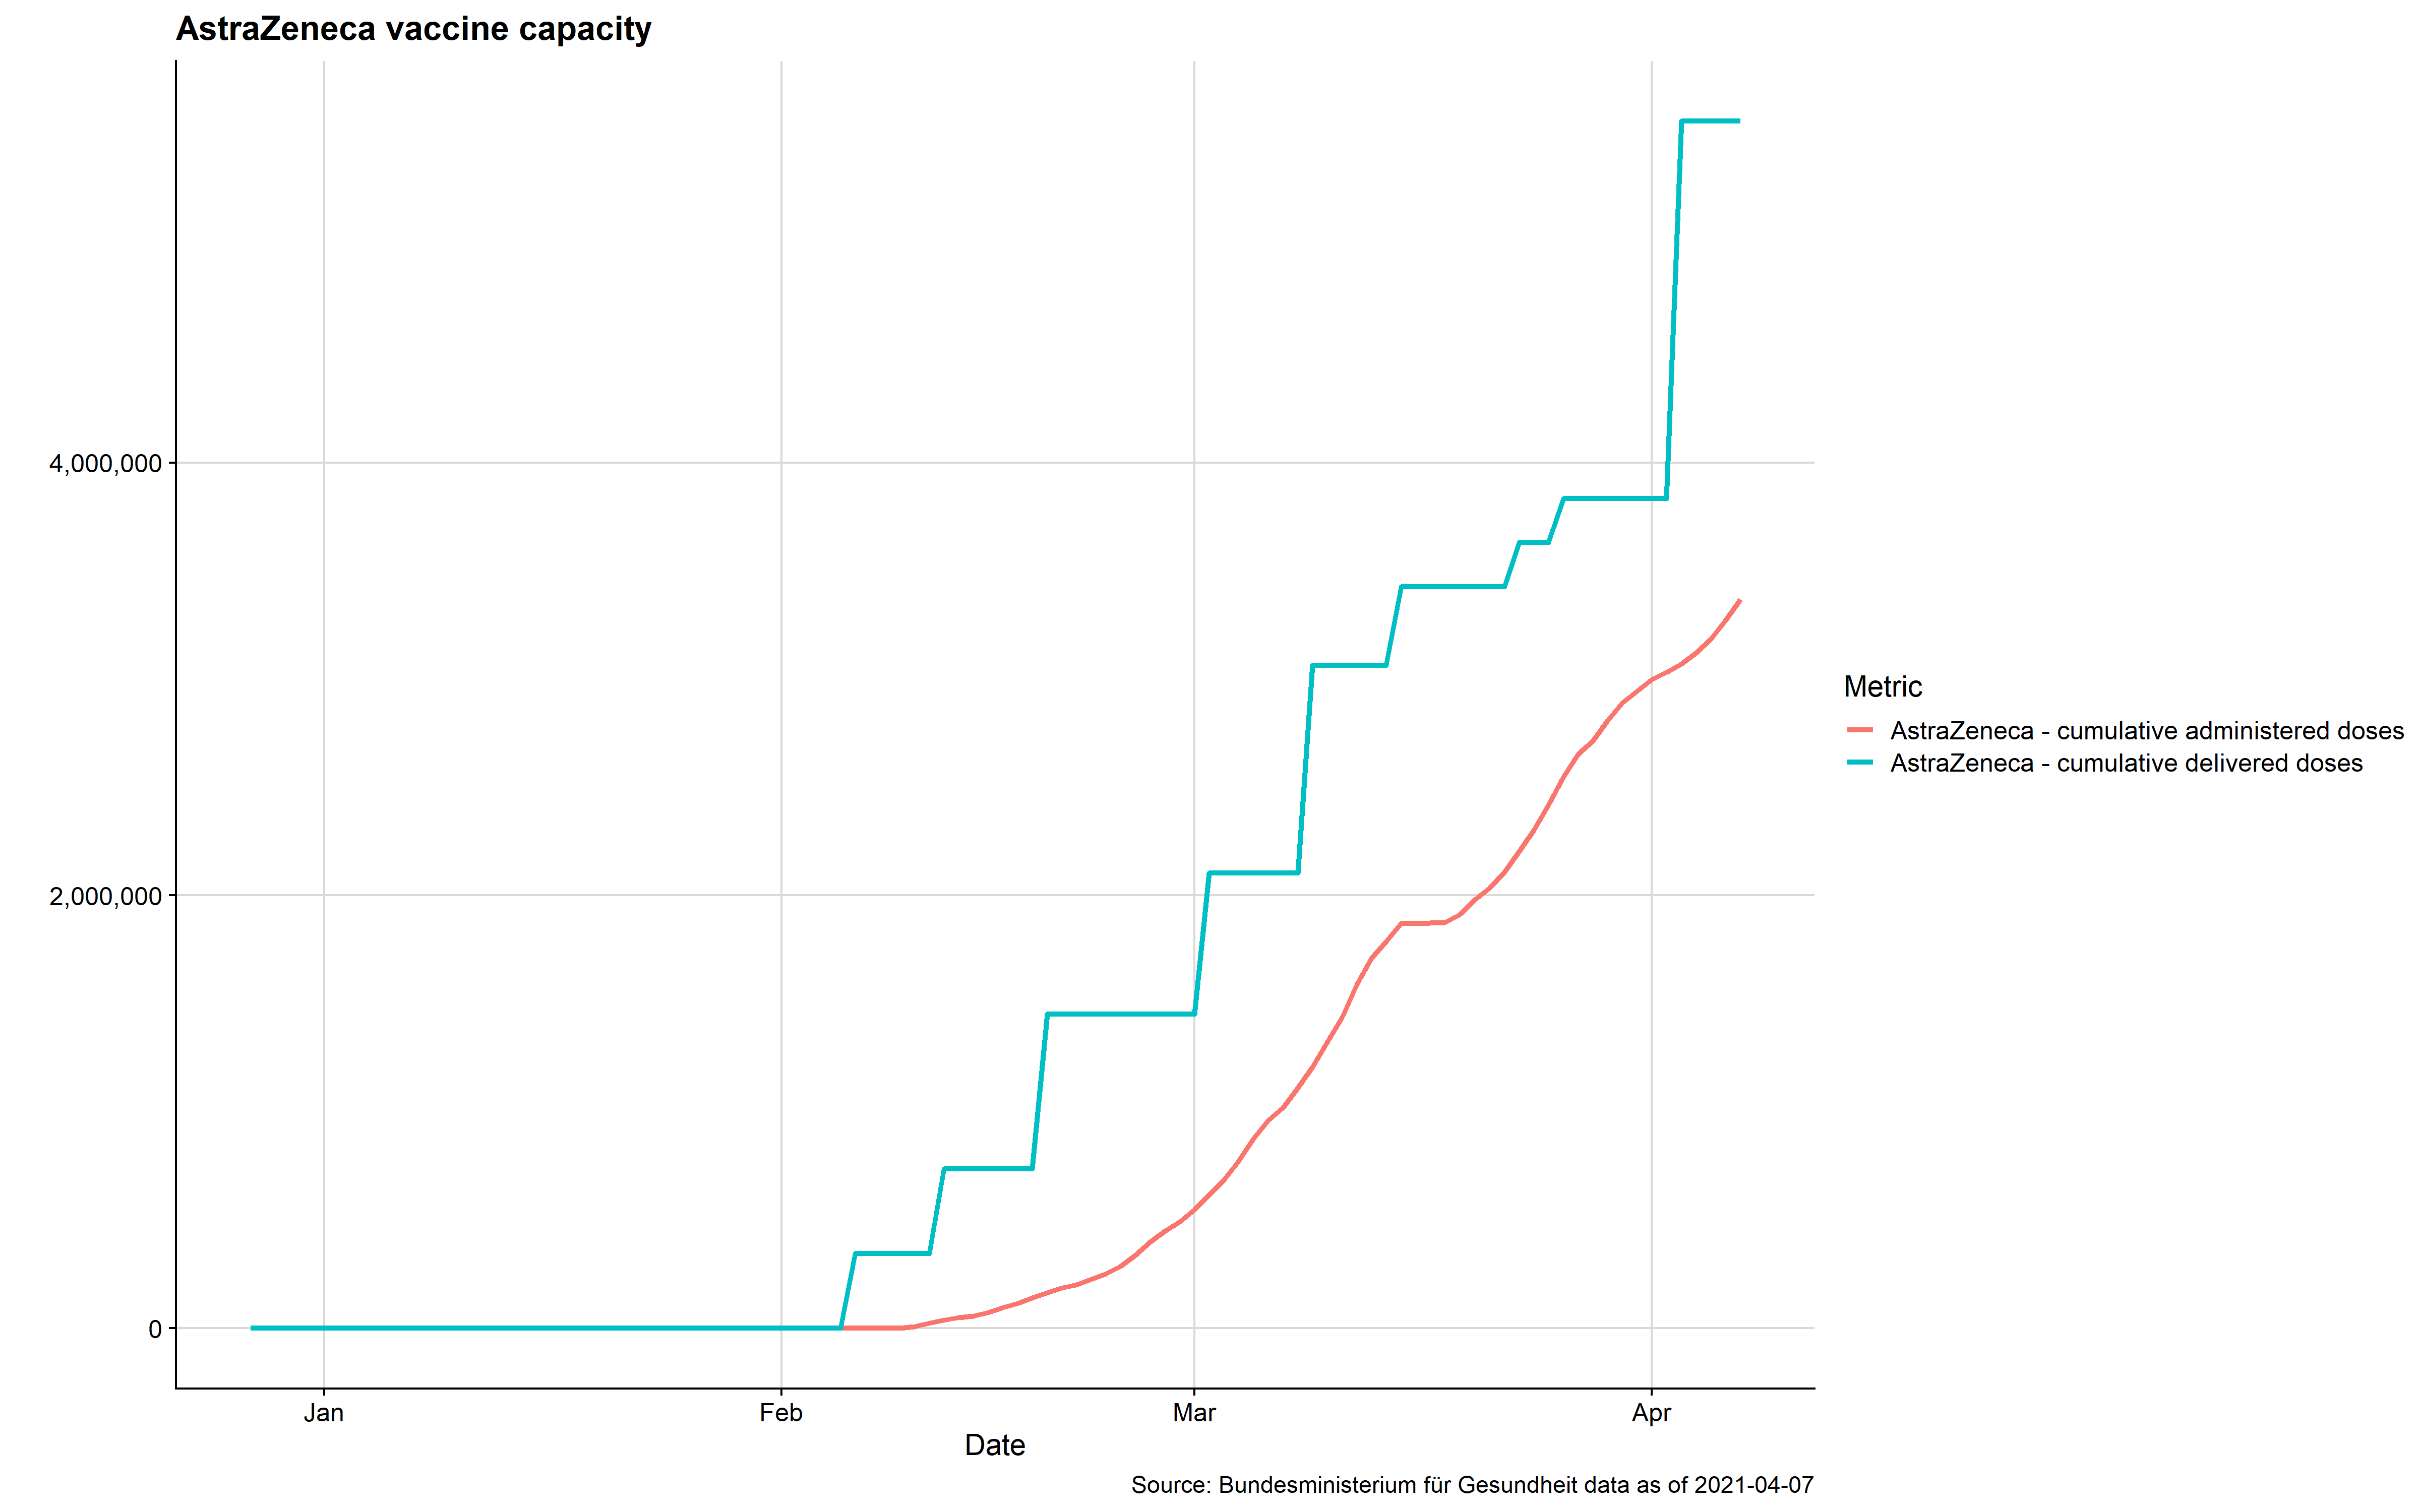 AstraZeneca vaccine capacity
4,000,000
2,000,000
0
Jan Feb Mar Apr
Date
Metric
AstraZeneca - cumulative administered doses
AstraZeneca - cumulative delivered doses
Source: Bundesministerium für Gesundheit data as of 2021-04-07